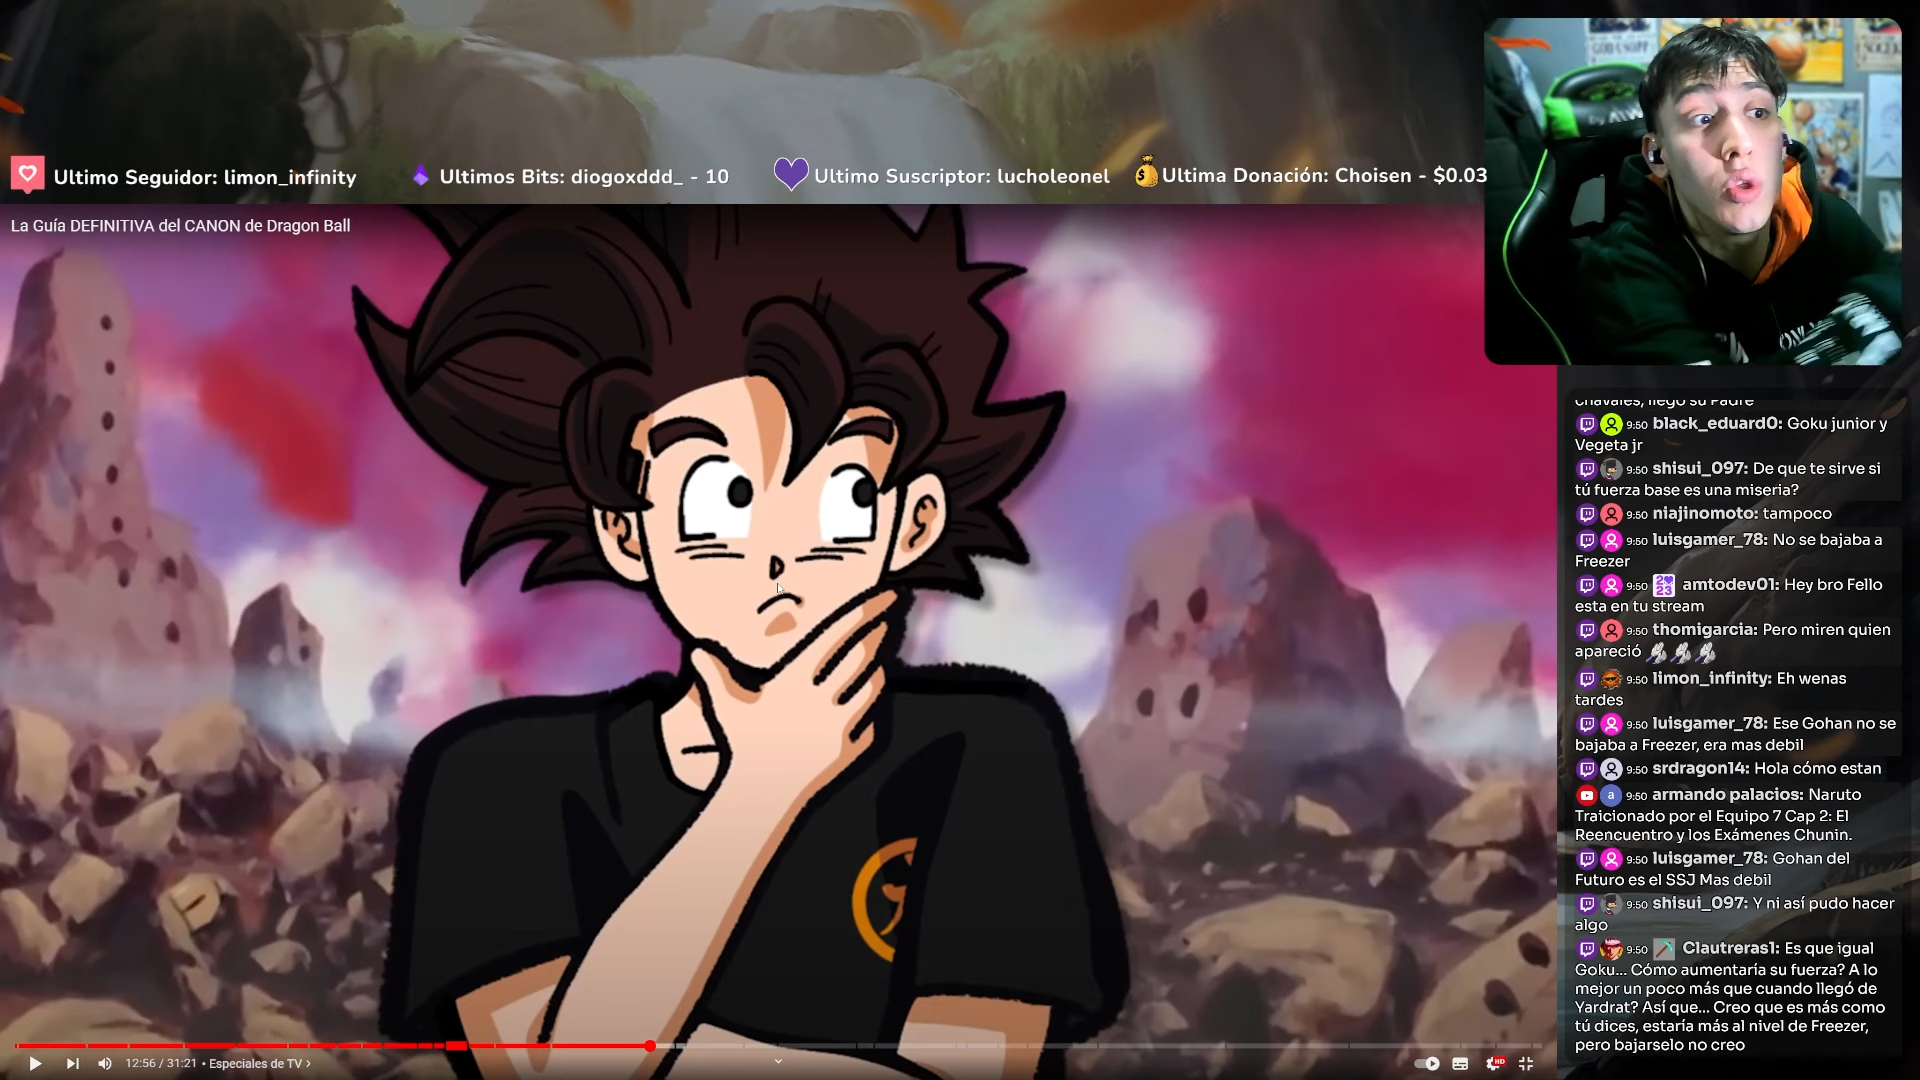 Ultimo Seguidor: limon_infinity
Ultimos Bits: diogoxddd_ - 10
Ultimo Suscriptor: lucholeonel
Ultima Donación: Choisen - $0.03
La Guía DEFINITIVA del CANON de Dragon Ball
chavales, llegó su Padre
9:50 black_eduard0: Goku junior y
Vegeta jr
9:50 shisui_097: De que te sirve si
tú fuerza base es una miseria?
9:50 niajinomoto: tampoco
9:50 luisgamer_78: No se bajaba a
Freezer
9:50 amtodev01: Hey bro Fello
esta en tu stream
9:50 thomigarcia: Pero miren quien
apareció
9:50 limon_infinity: Eh wenas
tardes
9:50 luisgamer_78: Ese Gohan no se
bajaba a Freezer, era mas debil
9:50 srdragon14: Hola cómo estan
a 9:50 armando palacios: Naruto
Traicionado por el Equipo 7 Cap 2: El
Reencuentro y los Exámenes Chunin.
9:50 luisgamer_78: Gohan del
Futuro es el SSJ Mas debil
9:50 shisui_097: Y ni así pudo hacer
algo
9:50 Clautreras1: Es que igual
Goku... Cómo aumentaría su fuerza? A lo
mejor un poco más que cuando llegó de
Yardrat? Así que... Creo que es más como
tú dices, estaría más al nivel de Freezer,
pero bajarselo no creo
12:56 / 31:21 • Especiales de TV ›
HD